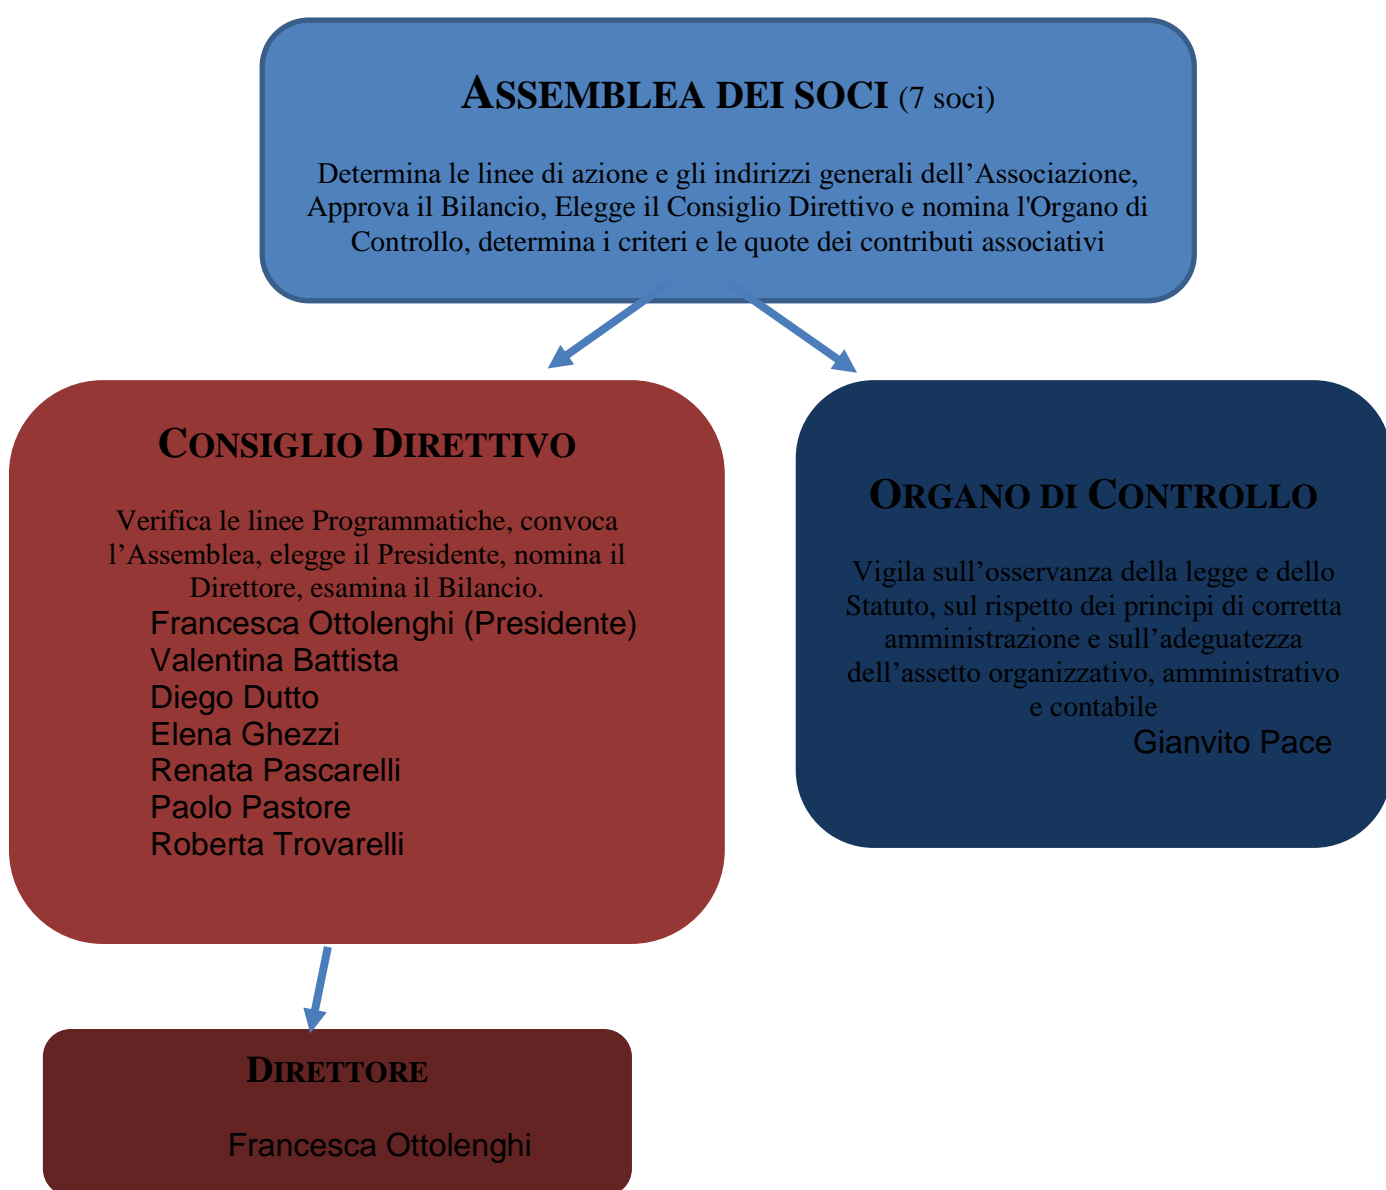 ASSEMBLEA DEI SOCI (7 soci)
Determina le linee di azione e gli indirizzi generali dell’Associazione,
Approva il Bilancio, Elegge il Consiglio Direttivo e nomina l'Organo di
Controllo, determina i criteri e le quote dei contributi associativi
CONSIGLIO DIRETTIVO
Verifica le linee Programmatiche, convoca
l’Assemblea, elegge il Presidente, nomina il
Direttore, esamina il Bilancio.
Francesca Ottolenghi (Presidente)
Valentina Battista
Diego Dutto
Elena Ghezzi
Renata Pascarelli
Paolo Pastore
Roberta Trovarelli
ORGANO DI CONTROLLO
Vigila sull’osservanza della legge e dello
Statuto, sul rispetto dei principi di corretta
amministrazione e sull’adeguatezza
dell’assetto organizzativo, amministrativo
e contabile
Gianvito Pace
DIRETTORE
Francesca Ottolenghi